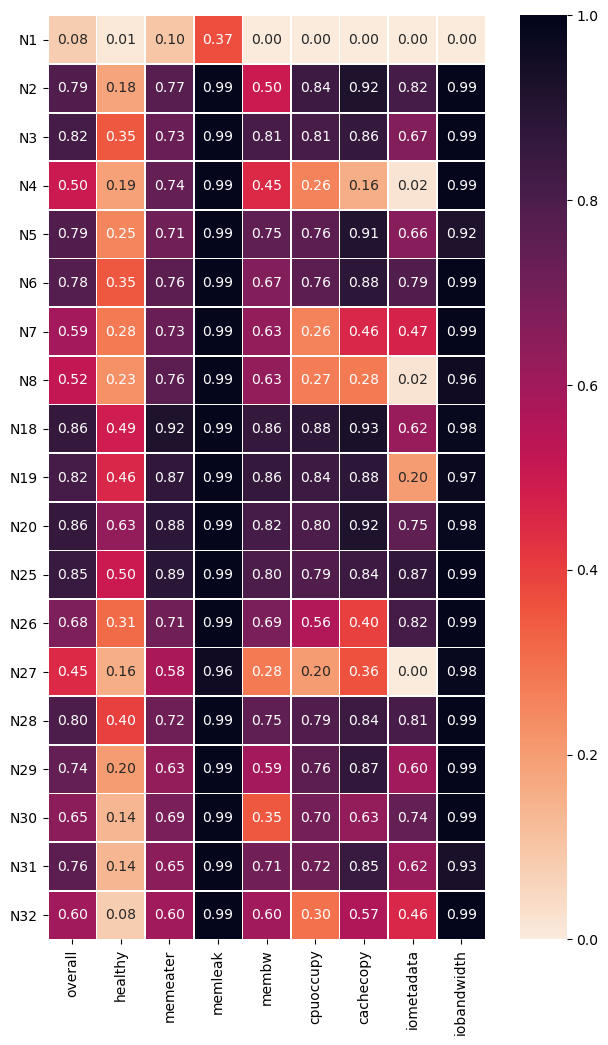 N1 0.08 0.01 0.10 0.37 0.00 0.00 0.00 0.00 0.00
N2 0.79 0.18 0.77 0.99 0.50 0.84 0.92 0.82 0.99
N3 0.82 0.35 0.73 0.99 0.81 0.81 0.86 0.67 0.99
N4 0.50 0.19 0.74 0.99 0.45 0.26 0.16 0.02 0.99
N5 0.79 0.25 0.71 0.99 0.75 0.76 0.91 0.66 0.92
N6 0.78 0.35 0.76 0.99 0.67 0.76 0.88 0.79 0.99
N7 0.59 0.28 0.73 0.99 0.63 0.26 0.46 0.47 0.99
N8 0.52 0.23 0.76 0.99 0.63 0.27 0.28 0.02 0.96
N18 0.86 0.49 0.92 0.99 0.86 0.88 0.93 0.62 0.98
N19 0.82 0.46 0.87 0.99 0.86 0.84 0.88 0.20 0.97
N20 0.86 0.63 0.88 0.99 0.82 0.80 0.92 0.75 0.98
N25 0.85 0.50 0.89 0.99 0.80 0.79 0.84 0.87 0.99
N26 0.68 0.31 0.71 0.99 0.69 0.56 0.40 0.82 0.99
N27 0.45 0.16 0.58 0.96 0.28 0.20 0.36 0.00 0.98
N28 0.80 0.40 0.72 0.99 0.75 0.79 0.84 0.81 0.99
N29 0.74 0.20 0.63 0.99 0.59 0.76 0.87 0.60 0.99
N30 0.65 0.14 0.69 0.99 0.35 0.70 0.63 0.74 0.99
N31 0.76 0.14 0.65 0.99 0.71 0.72 0.85 0.62 0.93
N32 0.60 0.08 0.60 0.99 0.60 0.30 0.57 0.46 0.99
overall
healthy
memeater
memleak
membw
cpuoccupy
cachecopy
iometadata
iobandwidth
1.0
0.8
0.6
0.4
0.2
0.0